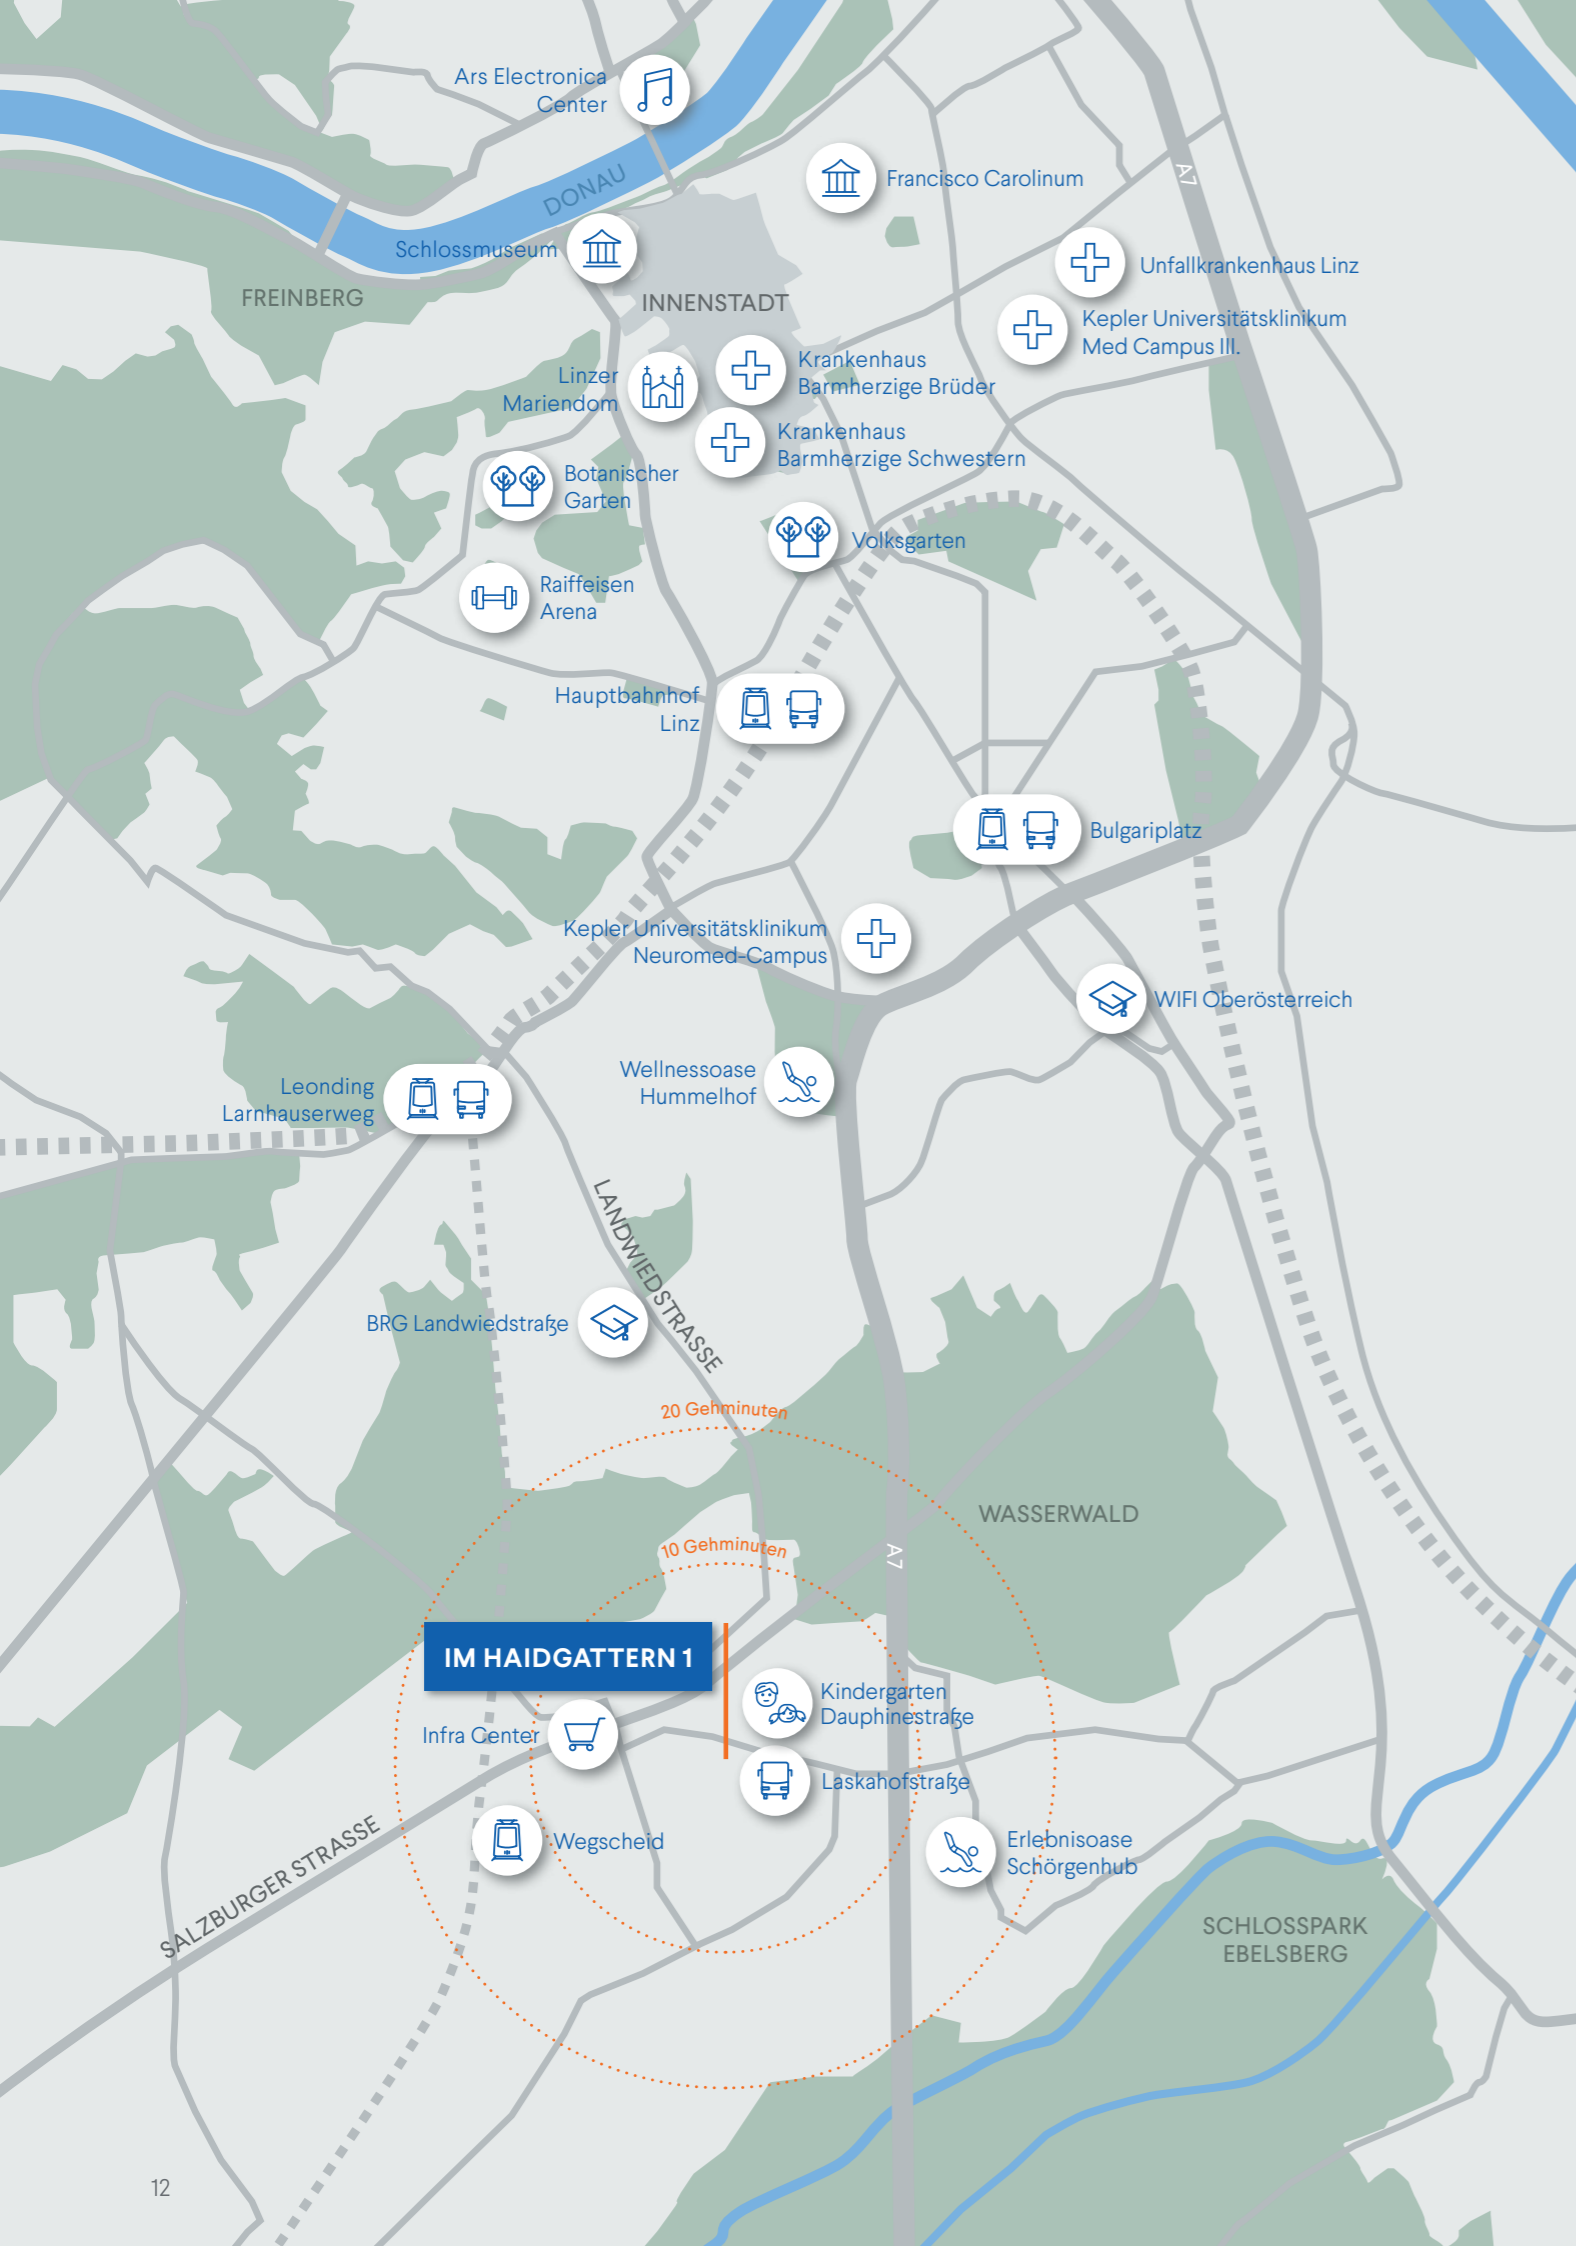 Ars Electronica
Center
DONAU
Francisco Carolinum
A7
Schlossmuseum
Unfallkrankenhaus Linz
FREINBERG
INNENSTADT
Kepler Universitätsklinikum
Med Campus III.
Krankenhaus
Barmherzige Brüder
Linzer
Mariendom
Krankenhaus
Barmherzige Schwestern
Botanischer
Garten
Volksgarten
Raiffeisen
Arena
Hauptbahnhof
Linz
Bulgariplatz
Kepler Universitätsklinikum
Neuromed-Campus
WIFI Oberösterreich
Wellnessoase
Hummelhof
Leonding
Larnhauserweg
LANDWIEDSTRASSE
BRG Landwiedstraße
20 Gehminuten
WASSERWALD
10 Gehminuten
A7
IM HAIDGATTERN 1
Kindergarten
Dauphinestraße
Infra Center
Laskahofstraße
Wegscheid
Erlebnisoase
Schörgenhub
SALZBURGER STRASSE
SCHLOSSPARK
EBELSBERG
12